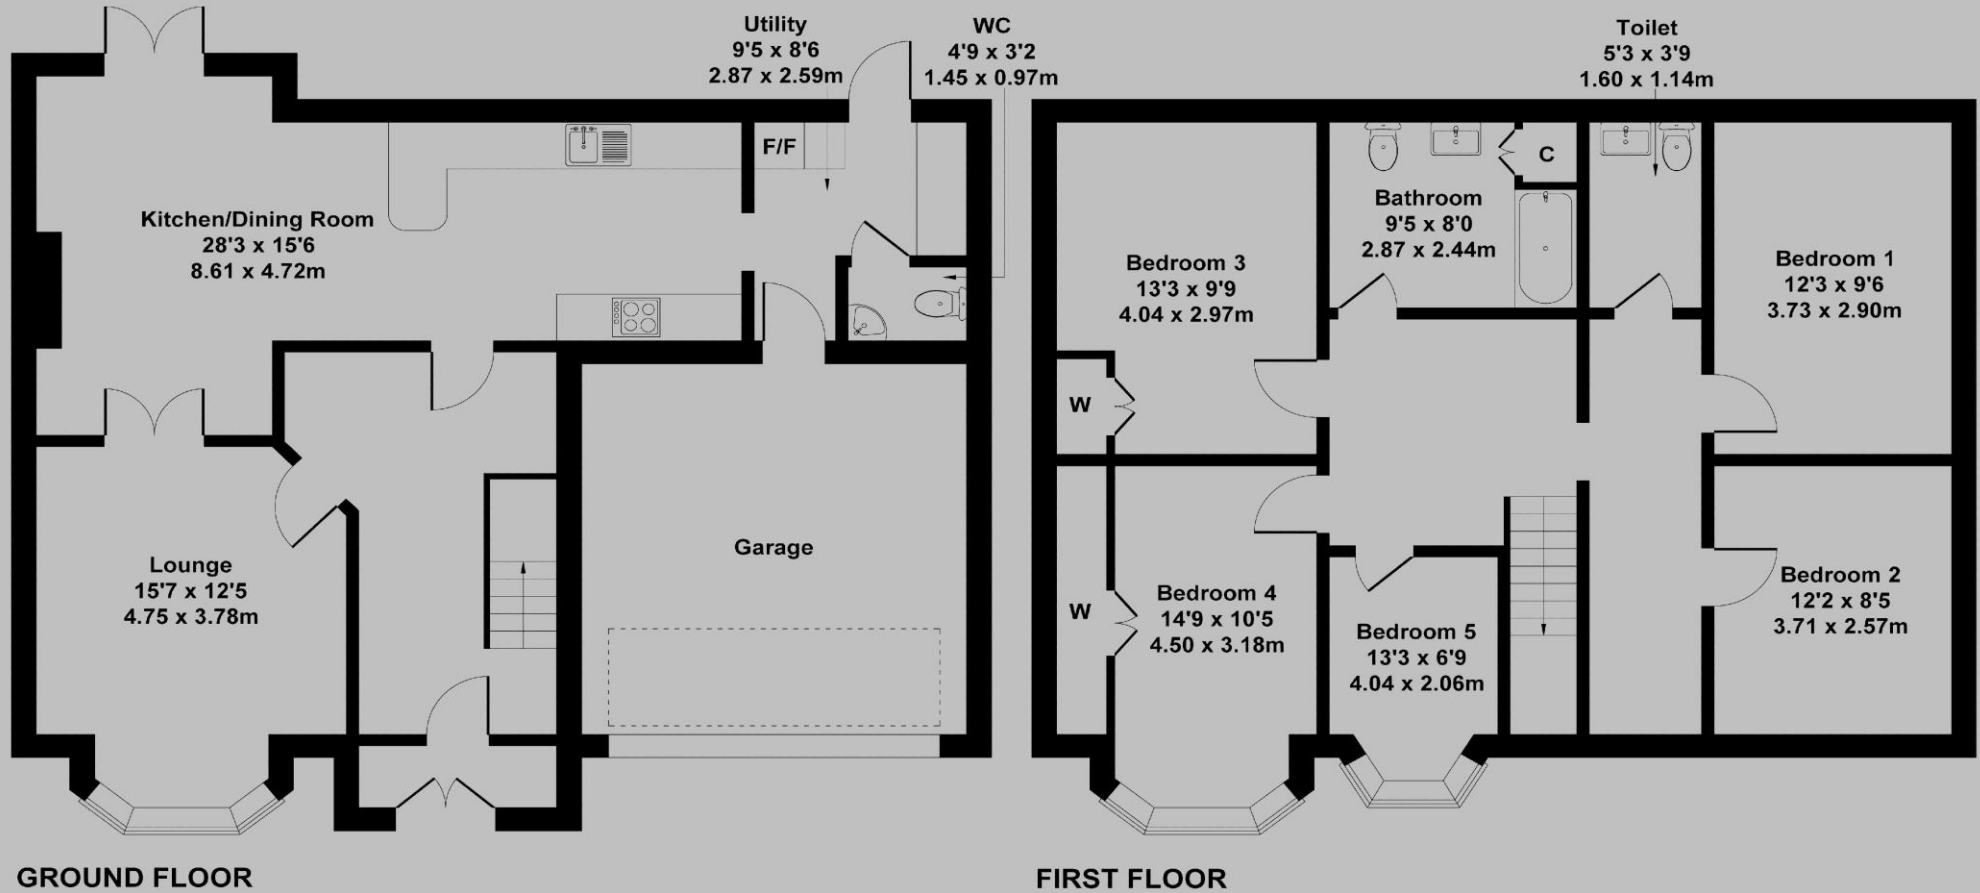 Utility
9'5 x 8'6
2.87 x 2.59m
WC
4'9 x 3'2
1.45 x 0.97m
F/F
Kitchen/Dining Room
28'3 x 15'6
8.61 x 4.72m
Lounge
15'7 x 12'5
4.75 x 3.78m
Garage
GROUND FLOOR
Toilet
5'3 x 3'9
1.60 x 1.14m
C
Bathroom
9'5 x 8'0
2.87 x 2.44m
Bedroom 3
13'3 x 9'9
4.04 x 2.97m
Bedroom 1
12'3 x 9'6
3.73 x 2.90m
W
W
Bedroom 4
14'9 x 10'5
4.50 x 3.18m
Bedroom 5
13'3 x 6'9
4.04 x 2.06m
Bedroom 2
12'2 x 8'5
3.71 x 2.57m
FIRST FLOOR